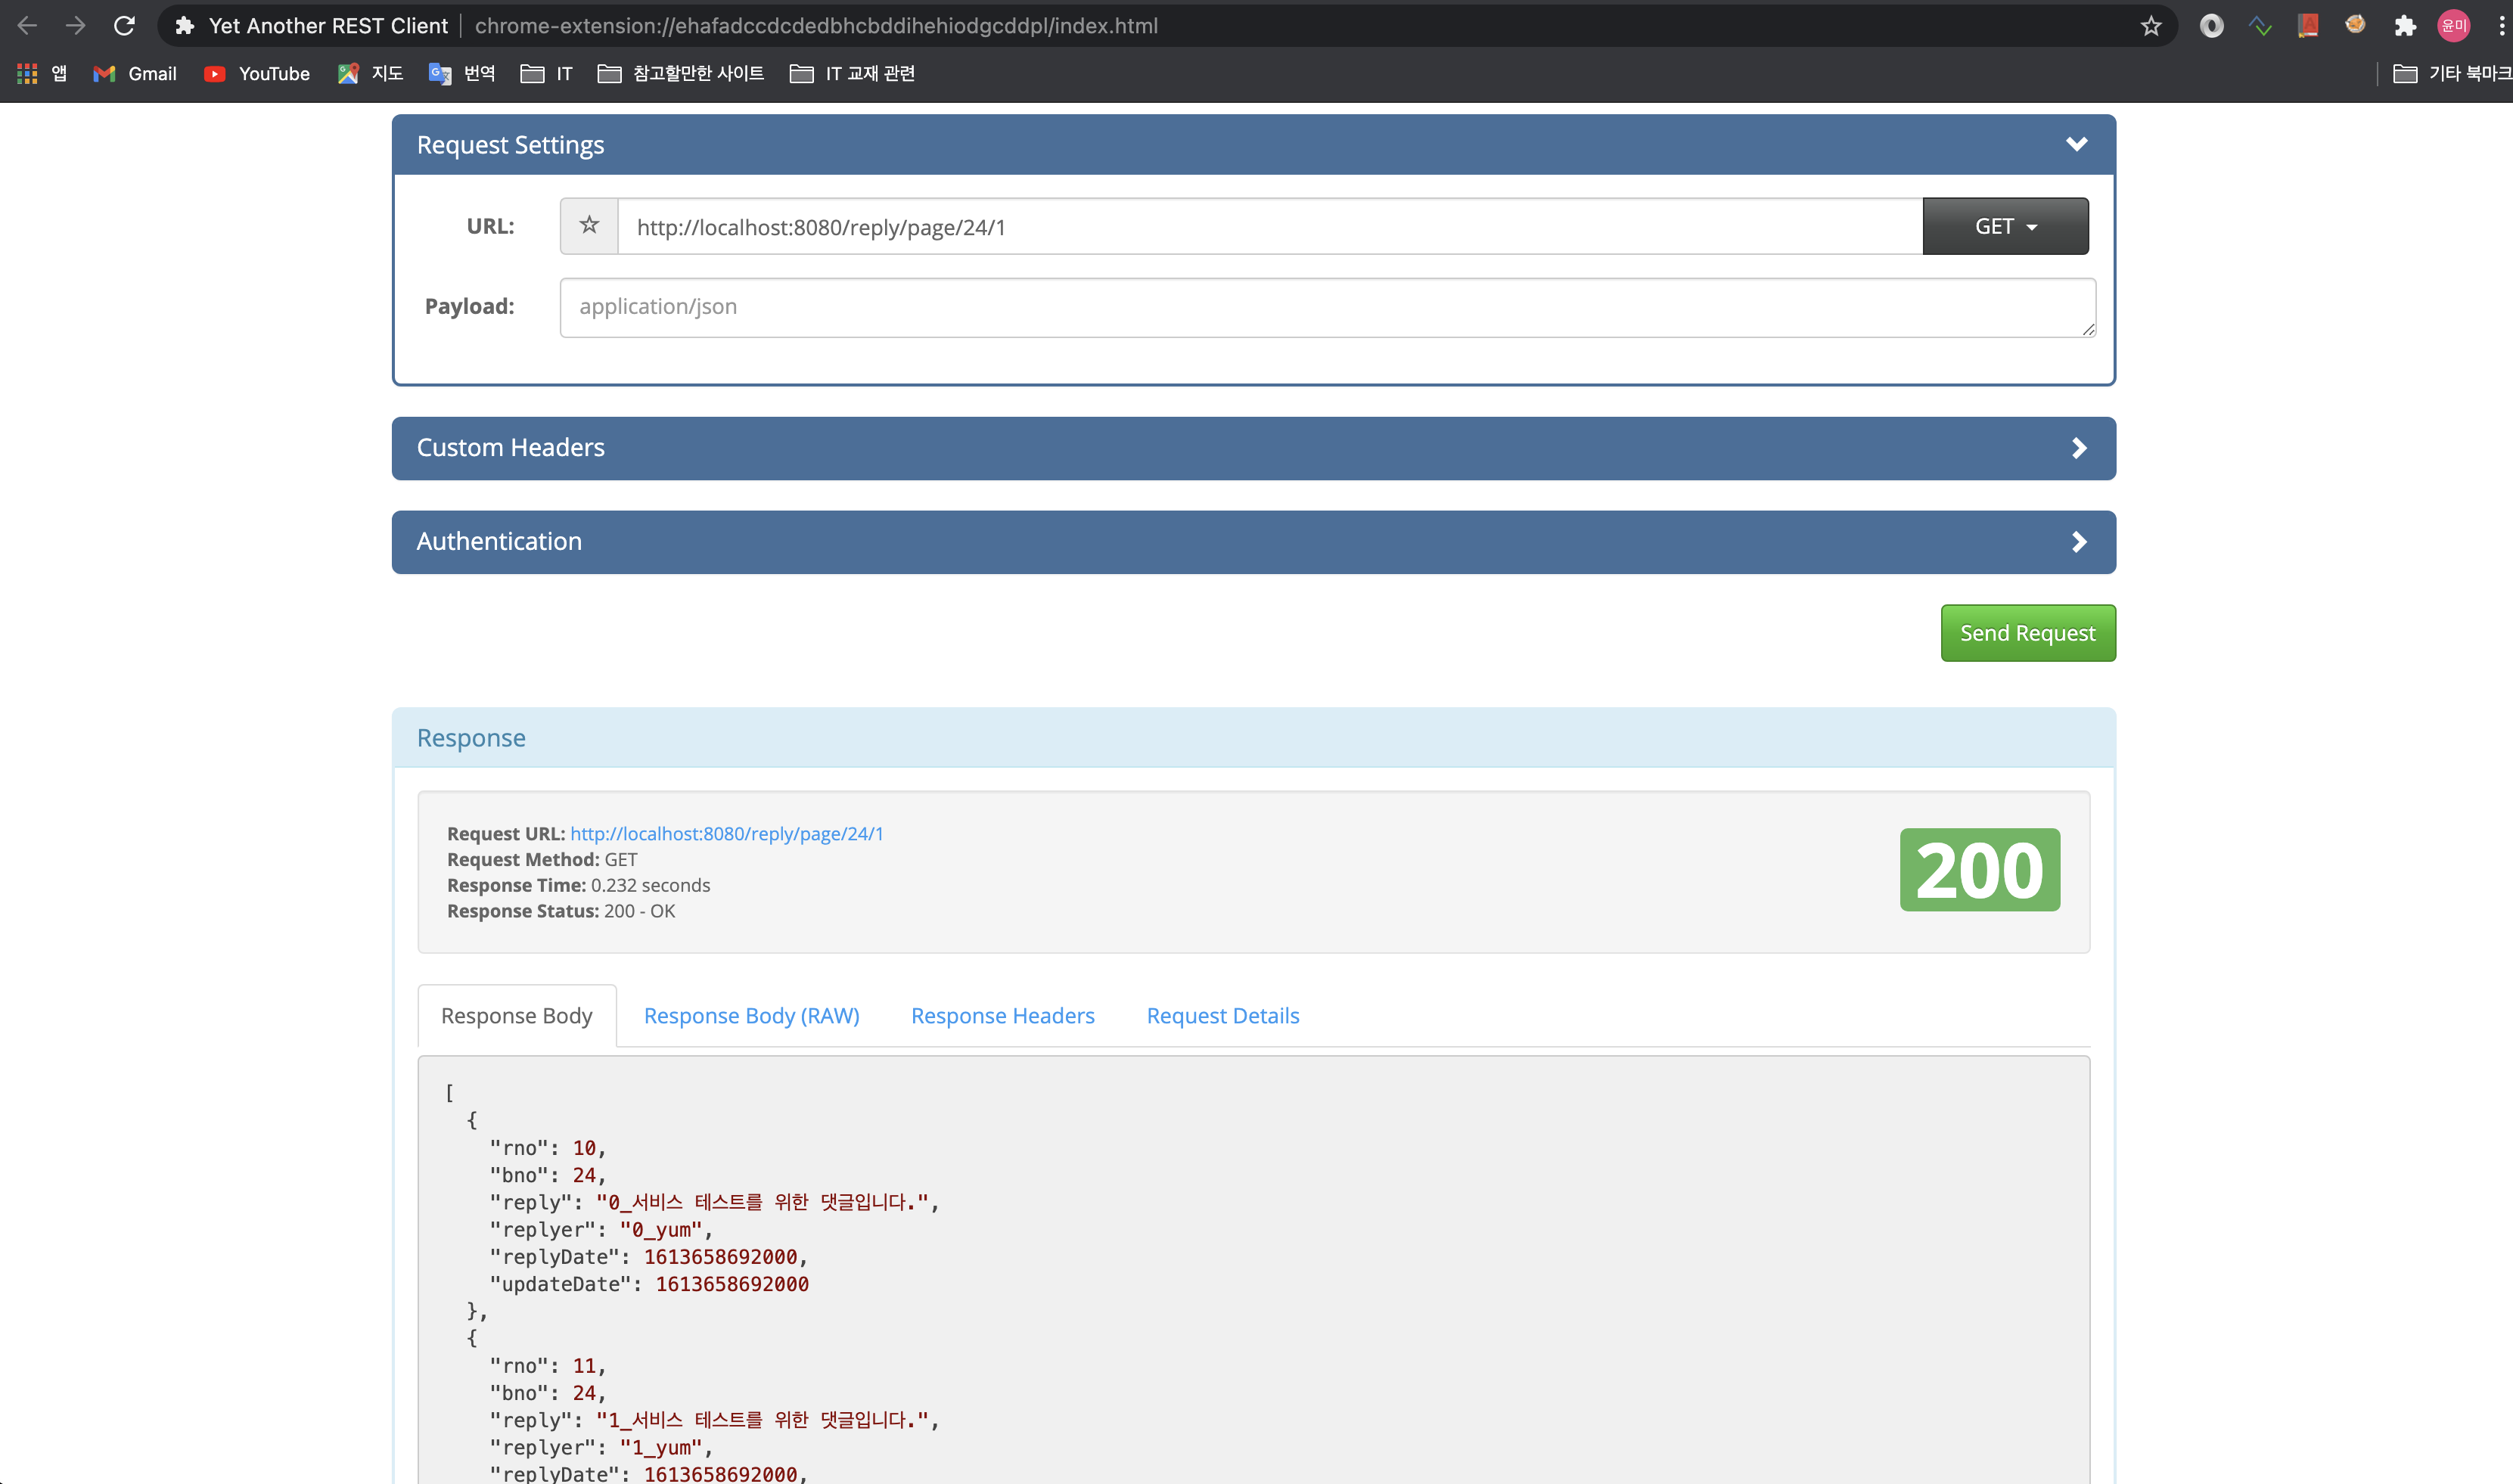 Yet Another REST Client | chrome-extension://ehafadccdcdedbhcbddihehiodgcddpl/index.html 윤미
앱 Gmail YouTube 지도 번역 IT 참고할만한 사이트 IT 교재 관련 기타 북마크
Request Settings
URL: http://localhost:8080/reply/page/24/1 GET
Payload: application/json
Custom Headers
Authentication
Send Request
Response
Request URL: http://localhost:8080/reply/page/24/1
Request Method: GET
Response Time: 0.232 seconds
Response Status: 200 - OK
200
Response Body Response Body (RAW) Response Headers Request Details
[
{
"rno": 10,
"bno": 24,
"reply": "0_서비스 테스트를 위한 댓글입니다.",
"replyer": "0_yum",
"replyDate": 1613658692000,
"updateDate": 1613658692000
},
{
"rno": 11,
"bno": 24,
"reply": "1_서비스 테스트를 위한 댓글입니다.",
"replyer": "1_yum",
"replyDate": 1613658692000,